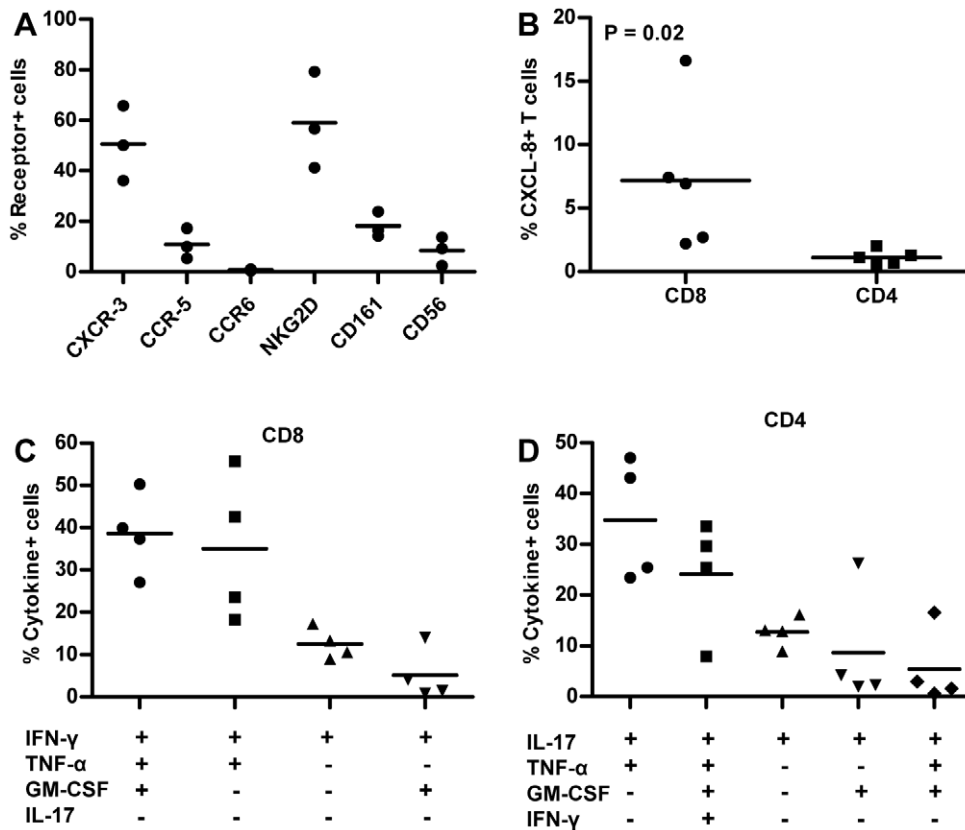 A
% Receptor+ cells
100
80
60
40
20
0
CXCR-3
CCR-5
CCR6
NKG2D
CD161
CD56
B
P = 0.02
% CXCL-8+ T cells
20
15
10
5
0
CD8
CD4
C
CD8
% Cytokine+ cells
60
50
40
30
20
10
0
IFN-γ + + + +
TNF-α + + - -
GM-CSF + - - +
IL-17 - - - -
D
CD4
% Cytokine+ cells
50
40
30
20
10
0
IL-17 + + + + +
TNF-α + + - - +
GM-CSF - + - + +
IFN-γ - + - - -